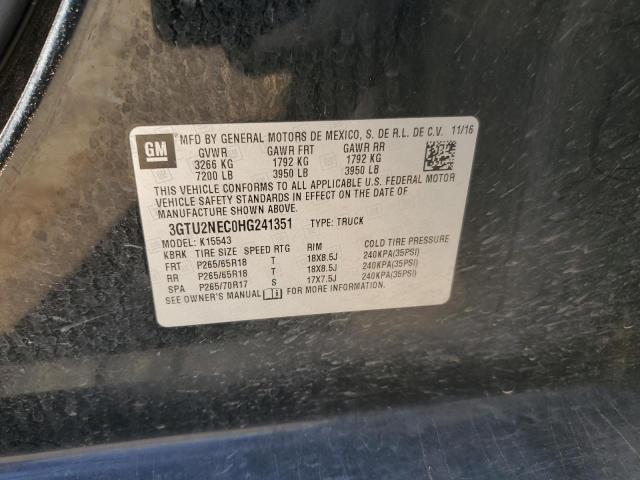 GM
MFD BY GENERAL MOTORS DE MEXICO, S. DE R.L. DE C.V. 11/16
GVWR GAWR FRT GAWR RR
3266 KG 1792 KG 1792 KG
7200 LB 3950 LB 3950 LB
THIS VEHICLE CONFORMS TO ALL APPLICABLE U.S. FEDERAL MOTOR
VEHICLE SAFETY STANDARDS IN EFFECT ON THE DATE OF
MANUFACTURE SHOWN ABOVE.
3GTU2NEC0HG241351 TYPE: TRUCK
MODEL: K15543
KBRK TIRE SIZE SPEED RTG RIM COLD TIRE PRESSURE
FRT P265/65R18 T 18X8.5J 240KPA(35PSI)
RR P265/65R18 T 18X8.5J 240KPA(35PSI)
SPA P265/70R17 S 17X7.5J 240KPA(35PSI)
SEE OWNER'S MANUAL FOR MORE INFORMATION.